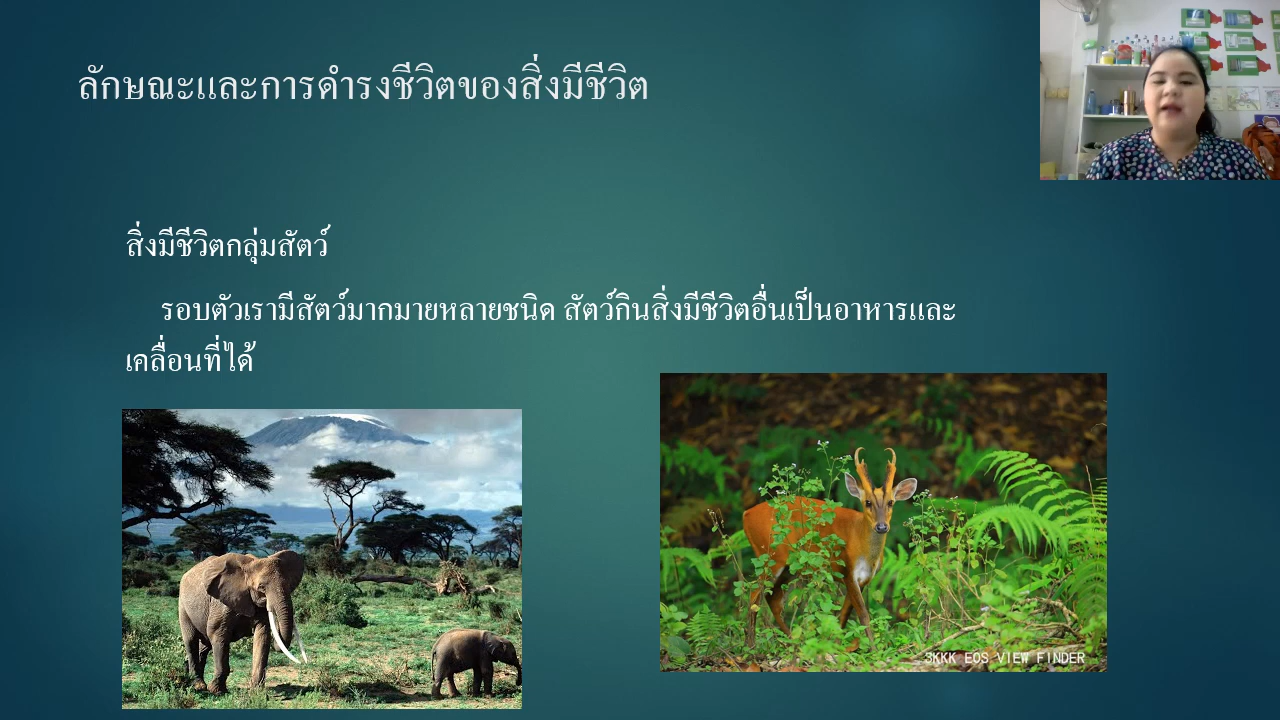 ลักษณะและการดำรงชีวิตของสิ่งมีชีวิต
สิ่งมีชีวิตกลุ่มสัตว์
รอบตัวเรามีสัตว์มากมายหลายชนิด สัตว์กินสิ่งมีชีวิตอื่นเป็นอาหารและ
เคลื่อนที่ได้
3KKK EOS VIEW FINDER